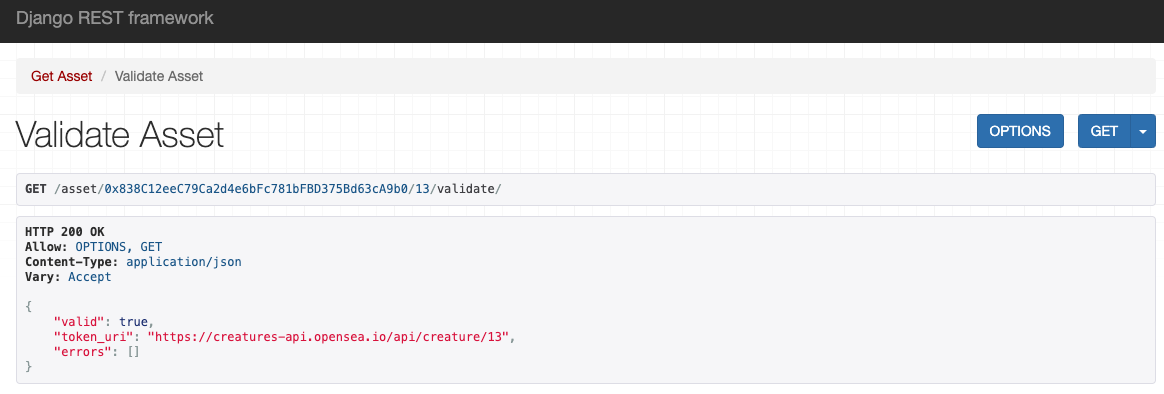 Django REST framework
Get Asset / Validate Asset
Validate Asset
OPTIONS
GET
GET /asset/0x838C12eeC79Ca2d4e6bFc781bFBD375Bd63cA9b0/13/validate/
HTTP 200 OK
Allow: OPTIONS, GET
Content-Type: application/json
Vary: Accept
{
    "valid": true,
    "token_uri": "https://creatures-api.opensea.io/api/creature/13",
    "errors": []
}